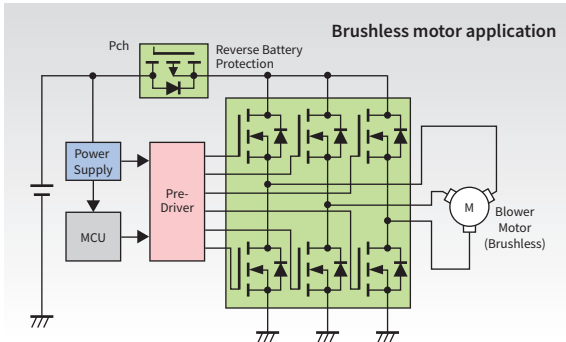 Brushless motor application
Pch
Reverse Battery
Protection
Power
Supply
Pre-
Driver
MCU
M
Blower
Motor
(Brushless)